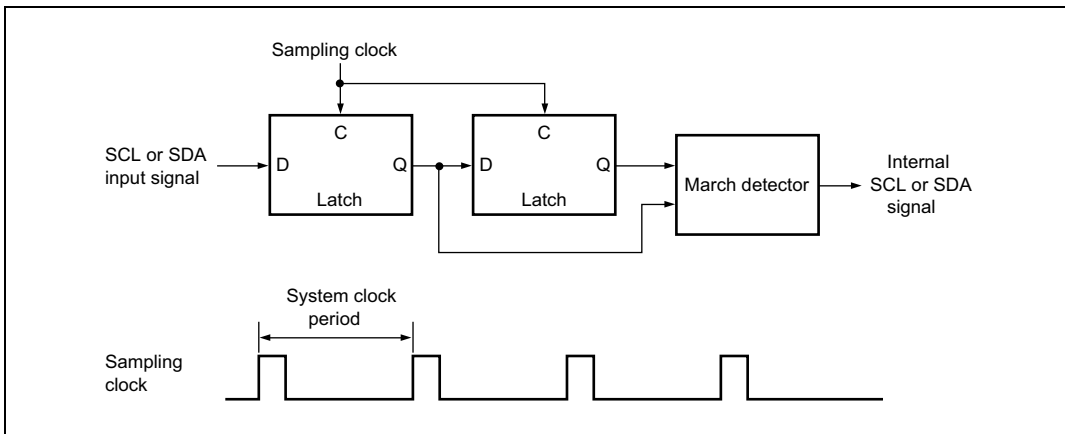 Sampling clock
SCL or SDA
input signal
C
D
Q
Latch
C
D
Q
Latch
March detector
Internal
SCL or SDA
signal
System clock
period
Sampling
clock